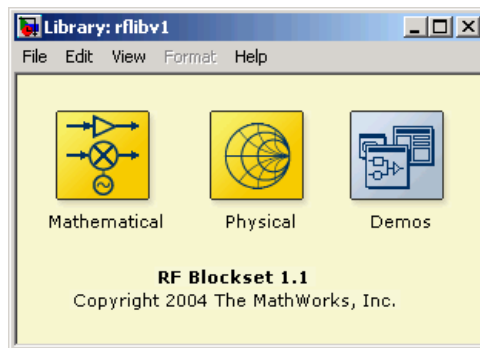 Library: rflibv1
File Edit View Format Help
Mathematical Physical Demos
RF Blockset 1.1
Copyright 2004 The MathWorks, Inc.